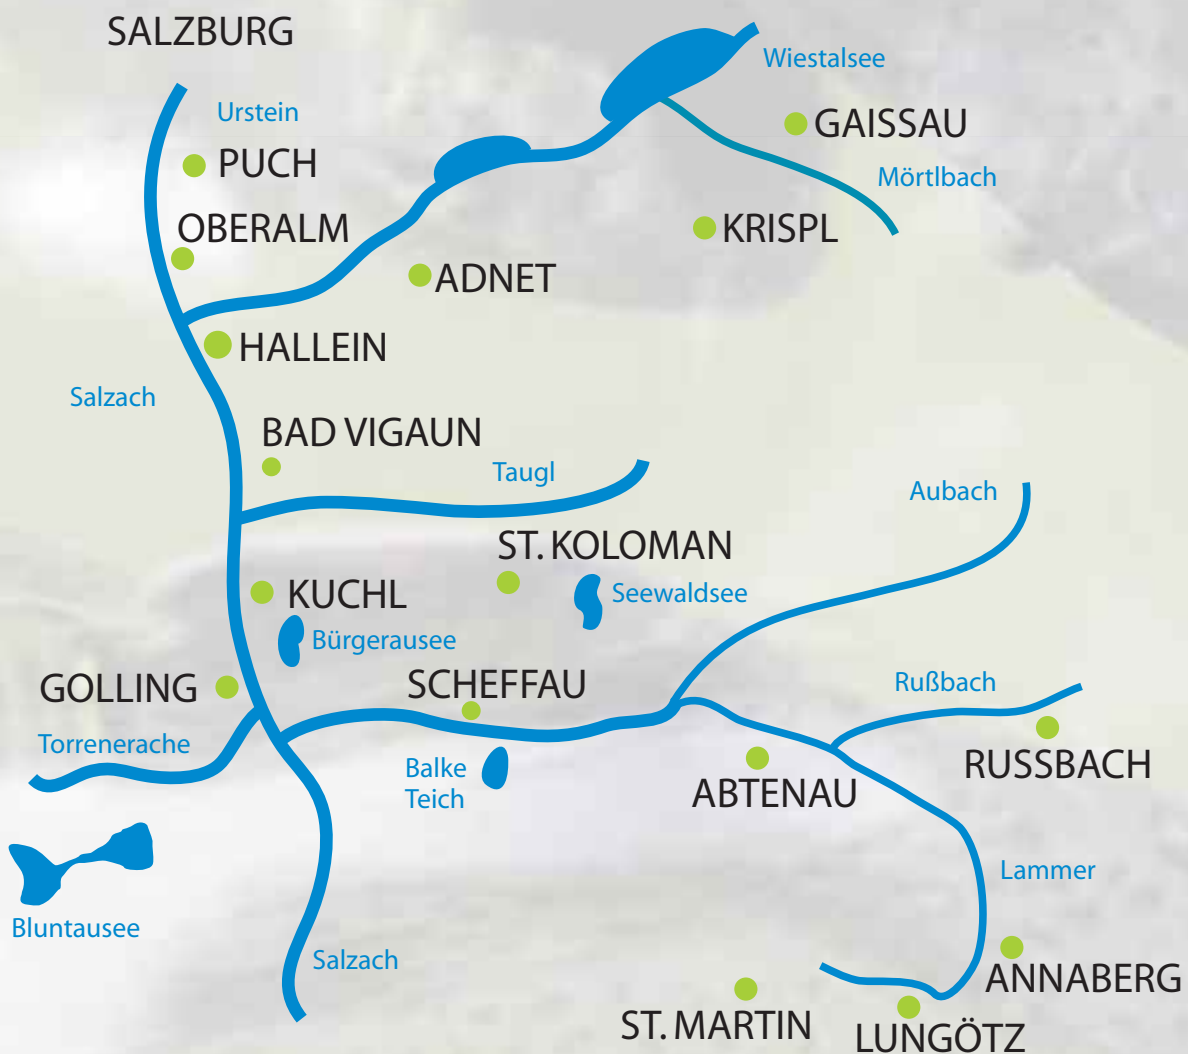 SALZBURG
Wiestalsee
Urstein
GAISSAU
PUCH
Mörtlbach
OBERALM
KRISPL
ADNET
HALLEIN
Salzach
BAD VIGAUN
Taugl
Aubach
ST. KOLOMAN
KUCHL
Seewaldsee
Bürgerausee
GOLLING
SCHEFFAU
Rußbach
Torrenerache
Balke
Teich
RUSSBACH
ABTENAU
Lammer
Bluntausee
Salzach
ANNABERG
ST. MARTIN
LUNGÖTZ